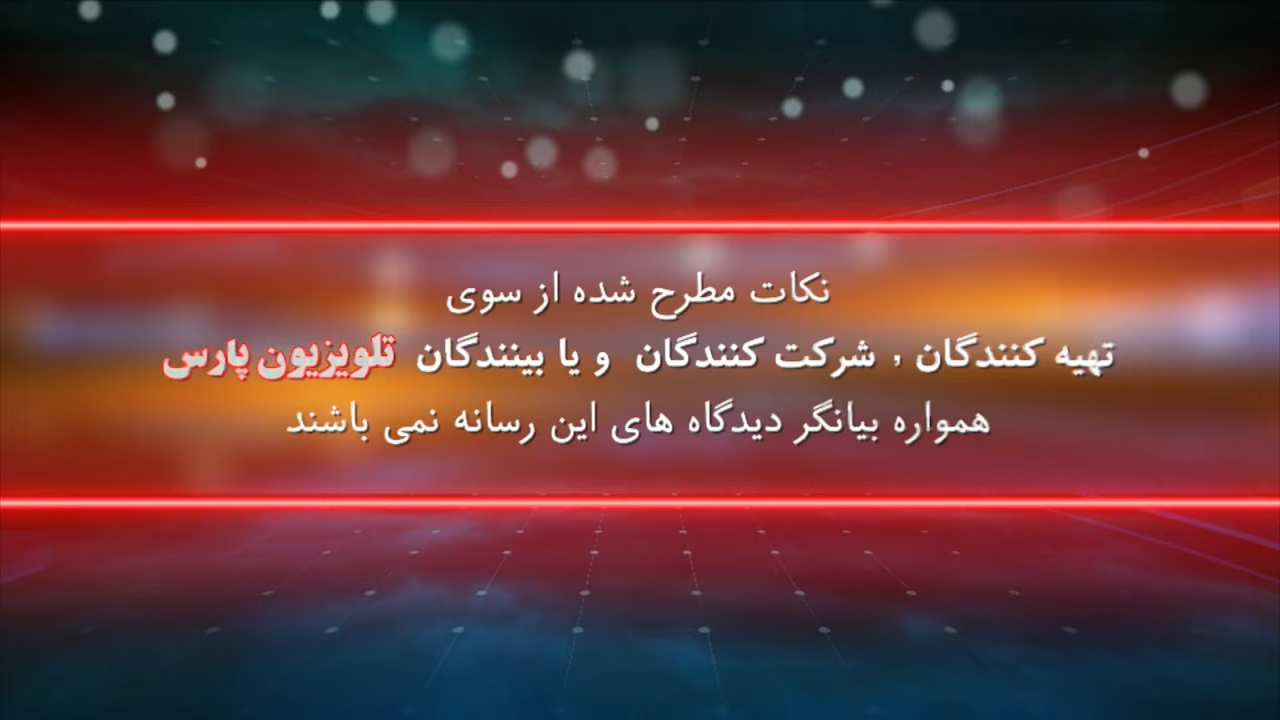 نکات مطرح شده از سوی
تهیه کنندگان , شرکت کنندگان و یا بینندگان تلویزیون پارس
همواره بیانگر دیدگاه های این رسانه نمی باشند